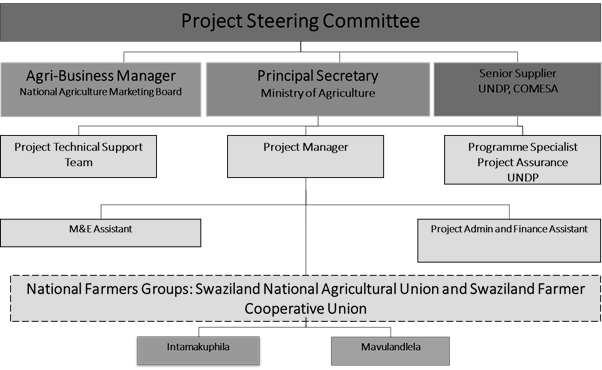 Project Steering Committee
Agri-Business Manager
National Agriculture Marketing Board
Principal Secretary
Ministry of Agriculture
Senior Supplier
UNDP, COMESA
Project Technical Support
Team
Project Manager
Programme Specialist
Project Assurance
UNDP
M&E Assistant
Project Admin and Finance Assistant
National Farmers Groups: Swaziland National Agricultural Union and Swaziland Farmer
Cooperative Union
Intamakuphila
Mavulandlela